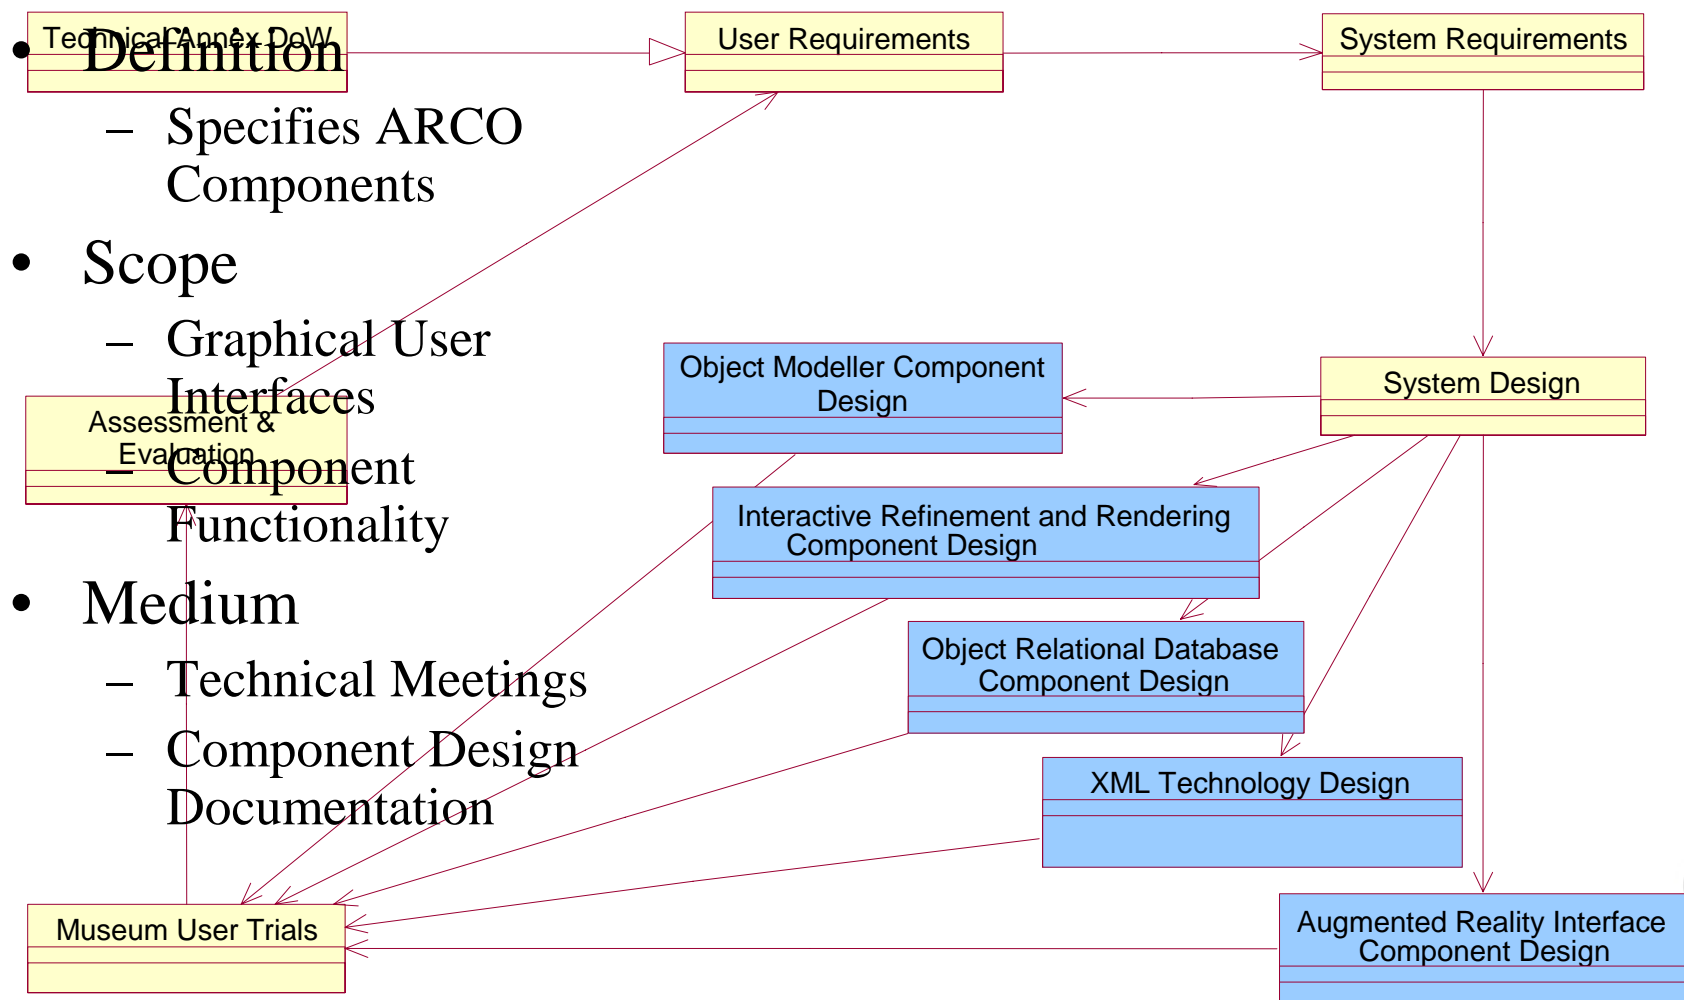 Technical Annex DoW
User Requirements
System Requirements
• Definition
– Specifies ARCO
Components
• Scope
– Graphical User
Interfaces
– Component
Functionality
• Medium
– Technical Meetings
– Component Design
Documentation
Assessment &
Evaluation
Object Modeller Component
Design
System Design
Interactive Refinement and Rendering
Component Design
Object Relational Database
Component Design
XML Technology Design
Museum User Trials
Augmented Reality Interface
Component Design